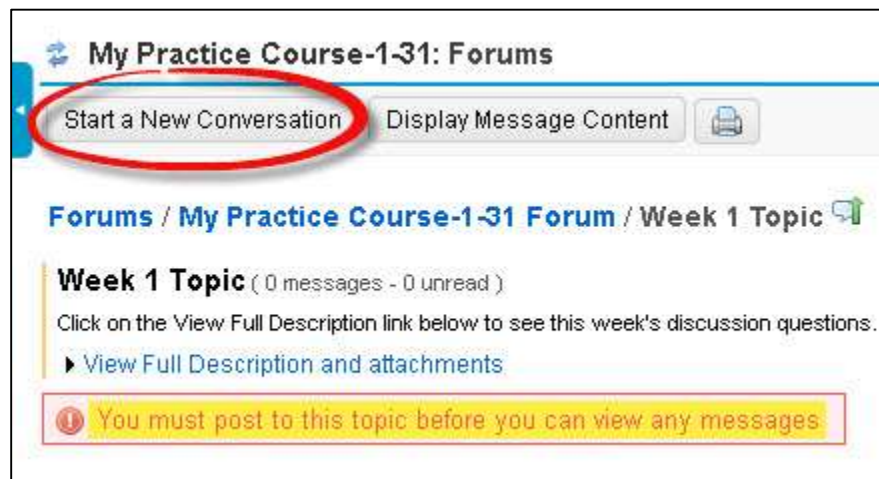 My Practice Course-1-31: Forums
Start a New Conversation Display Message Content
Forums / My Practice Course-1-31 Forum / Week 1 Topic
Week 1 Topic ( 0 messages - 0 unread )
Click on the View Full Description link below to see this week's discussion questions.
View Full Description and attachments
You must post to this topic before you can view any messages